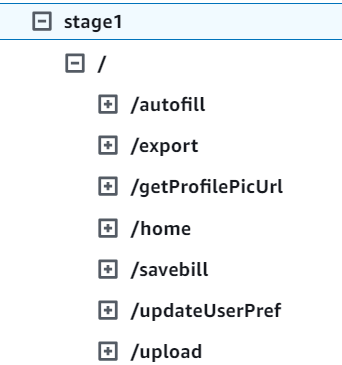 stage1
/
/autofill
/export
/getProfilePicUrl
/home
/savebill
/updateUserPref
/upload